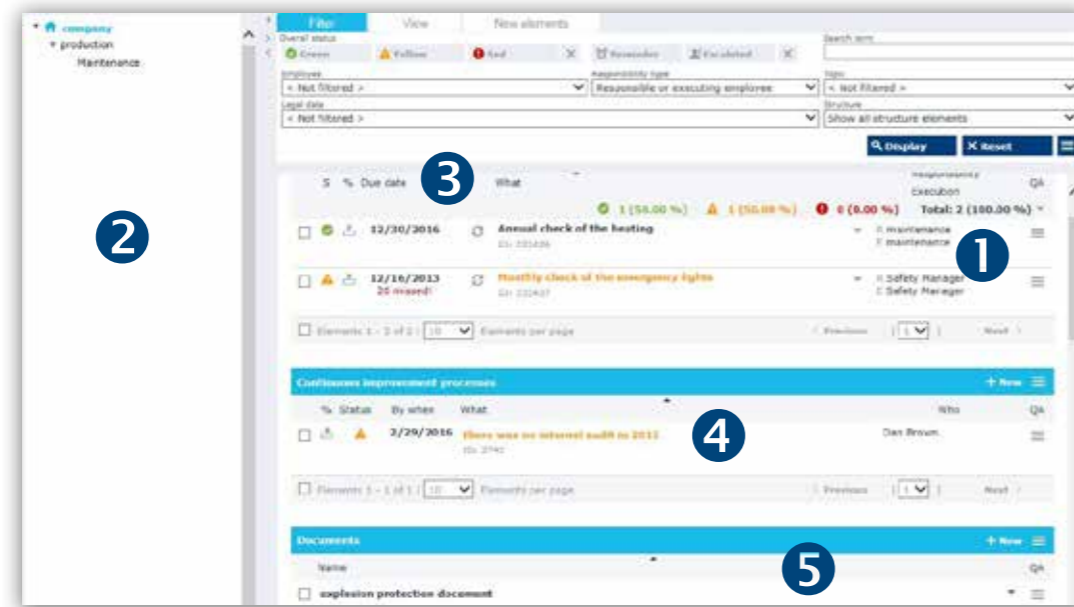 company
production
Maintenance
Filter View New elements
Overall status
Green Yellow Red X Reminder Escalated X
Search term
Employee
< Not filtered >
Responsibility type
Responsible or executing employee
Topic
< Not filtered >
Legal date
< Not filtered >
Structure
Show all structure elements
Display X Reset
S % Due date 3 What
Responsibility
Execution
QA
1 (50.00 %) 1 (50.00 %) 0 (0.00 %) Total: 2 (100.00 %)
12/30/2016 Annual check of the heating
R maintenance
E maintenance
2
1
12/16/2013 Monthly check of the emergency lights
R Safety Manager
E Safety Manager
Elements 1 - 2 of 2 | 10 Elements per page
Previous | 1 | Next
Continuous improvement processes + New
% Status By when What Who QA
2/29/2016 there was no internal audit in
4
Dan Brown
Elements 1 - 1 of 1 | 10 Elements per page
Previous | 1 | Next
Documents + New
5
Name QA
explosion protection document